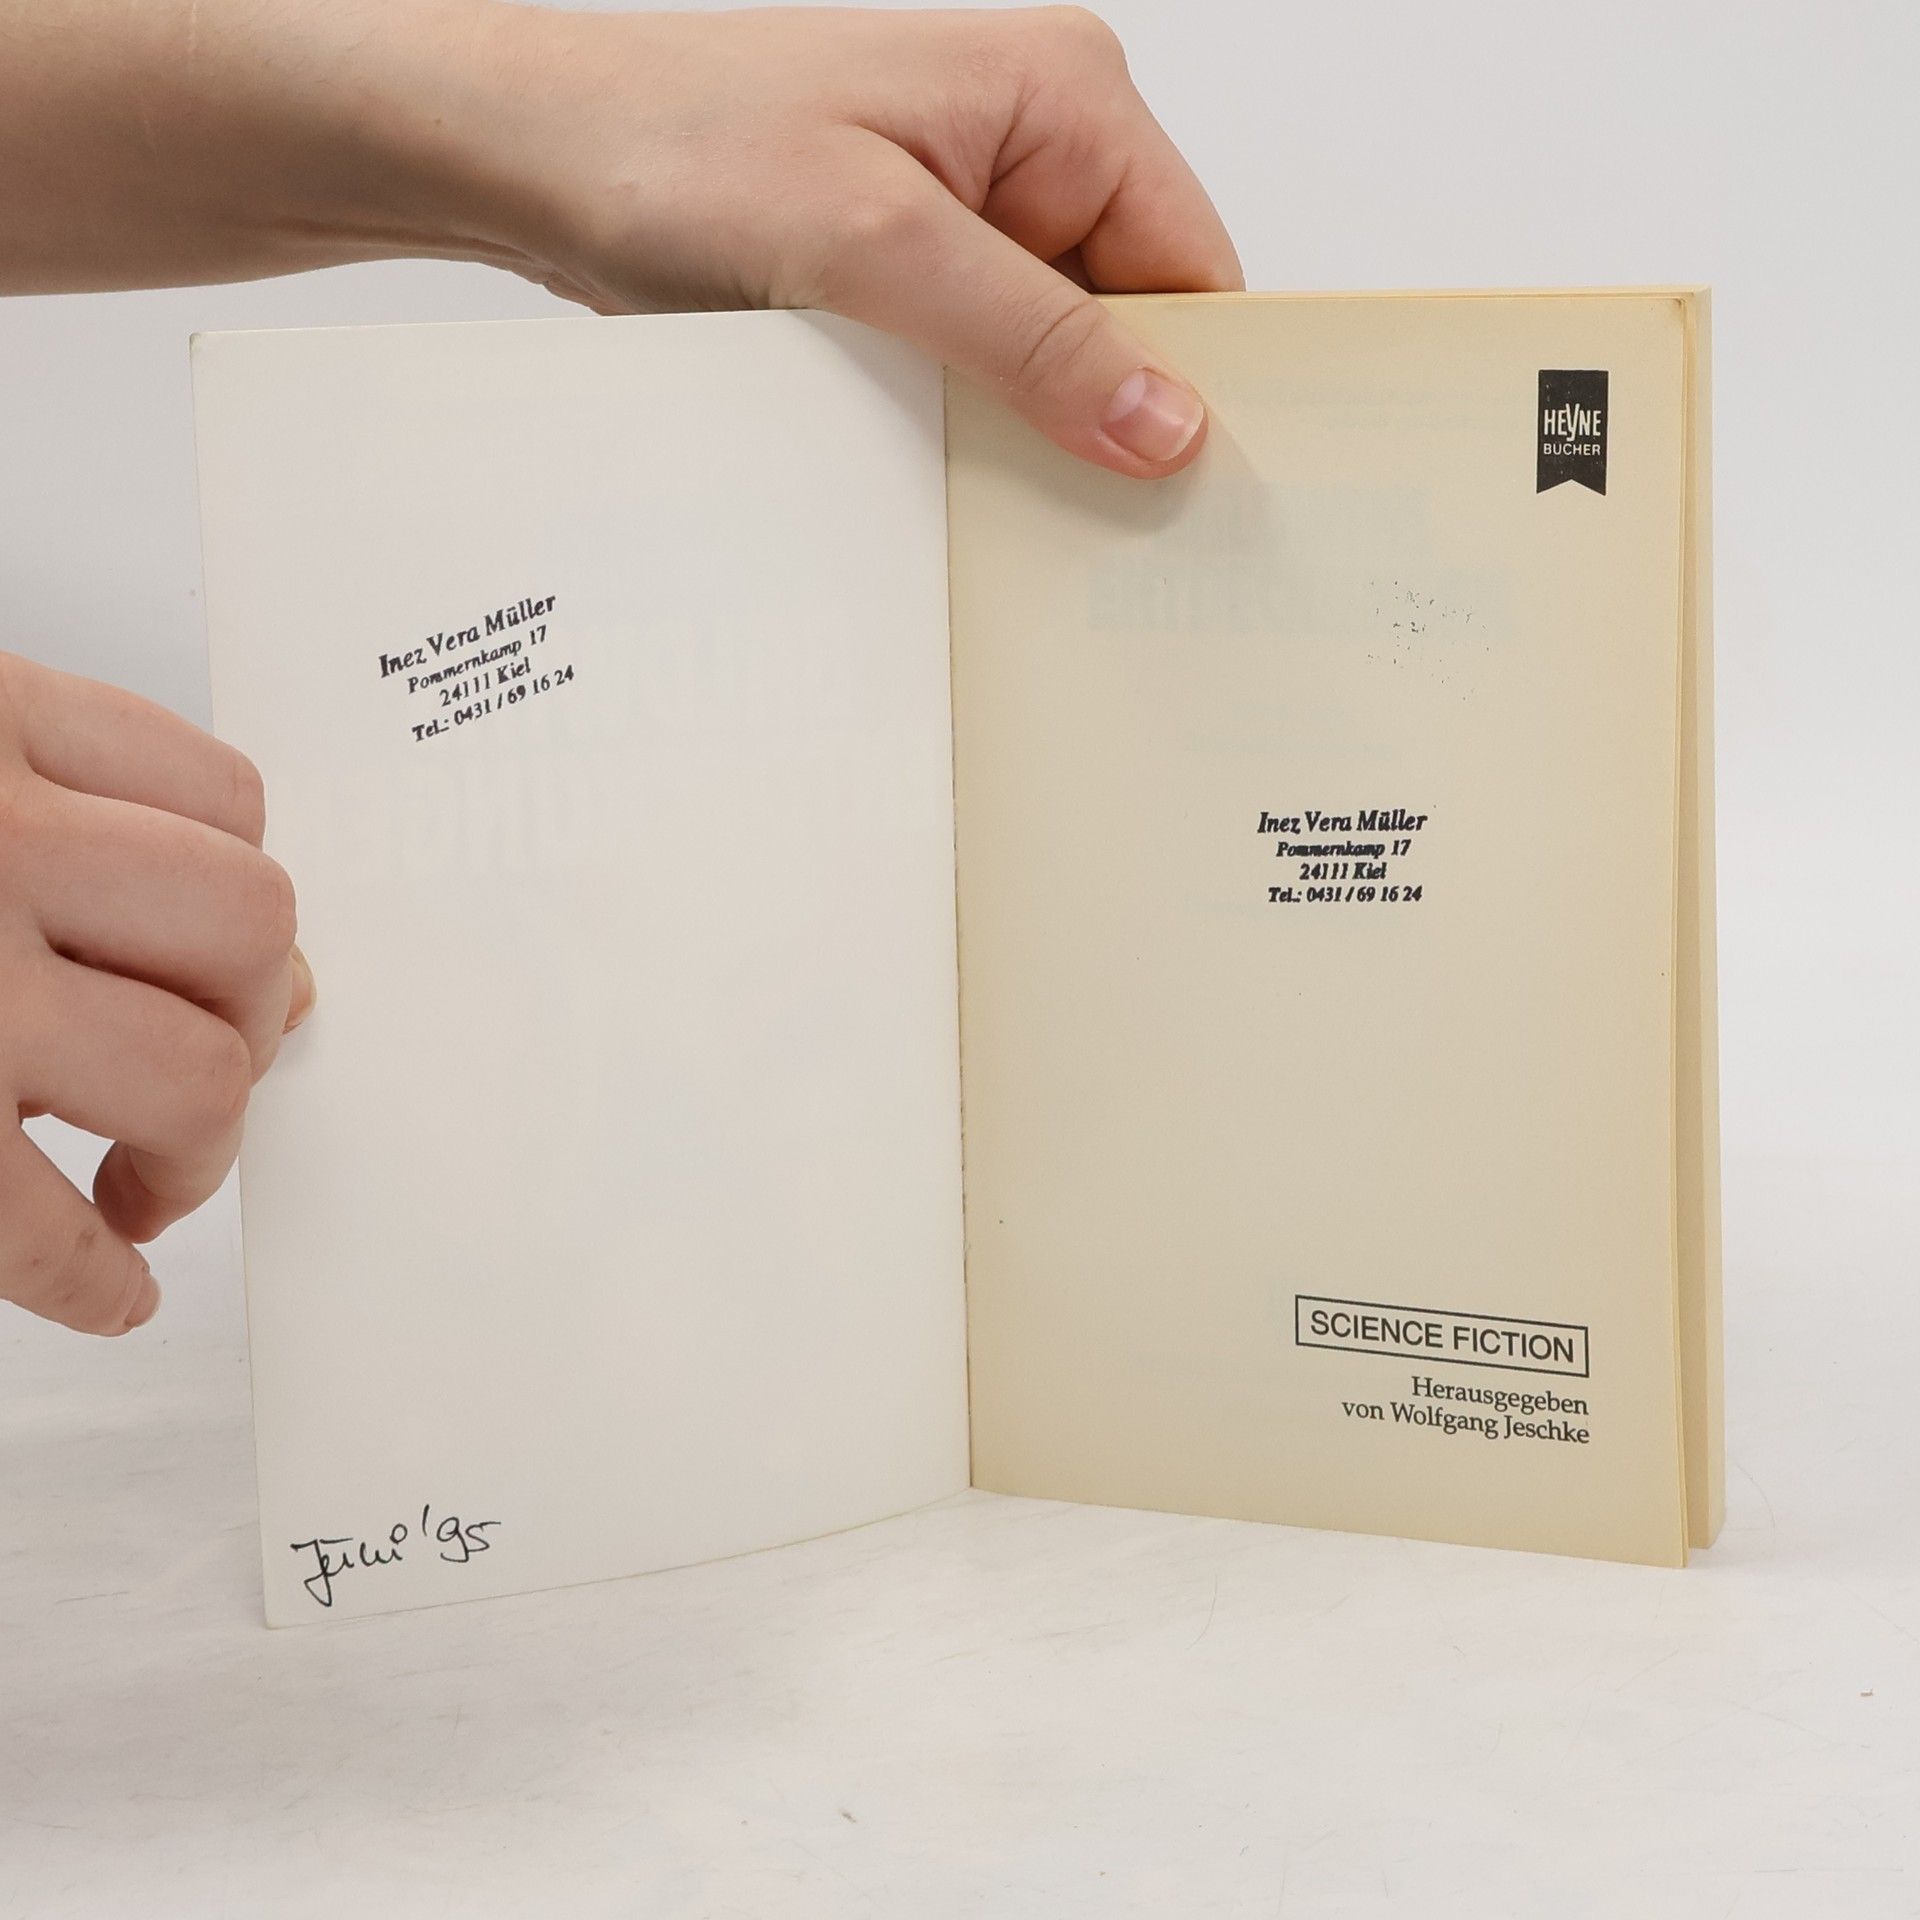 Inez Vera Müller
Pommernkamp 17
24111 Kiel
Tel.: 0431 / 69 16 24
Juni '95
HEYNE
BÜCHER
Inez Vera Müller
Pommernkamp 17
24111 Kiel
Tel.: 0431 / 69 16 24
SCIENCE FICTION
Herausgegeben
von Wolfgang Jeschke